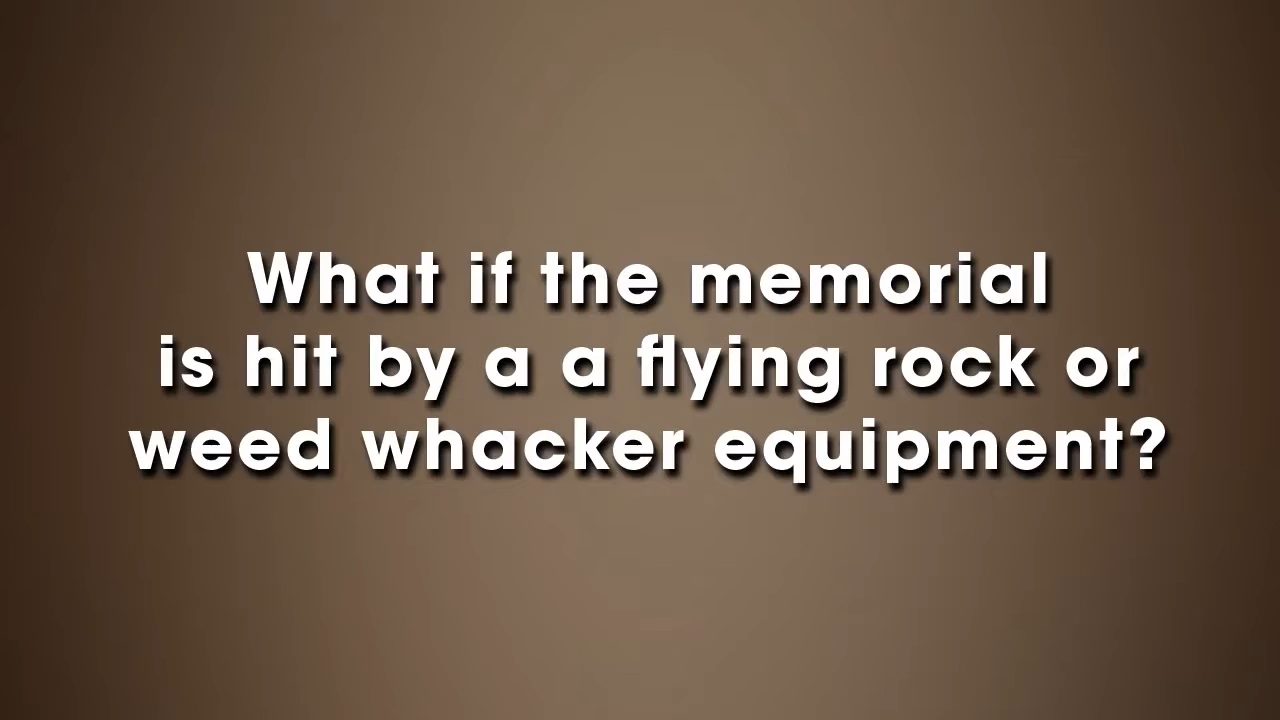 What if the memorial
is hit by a a flying rock or
weed whacker equipment?